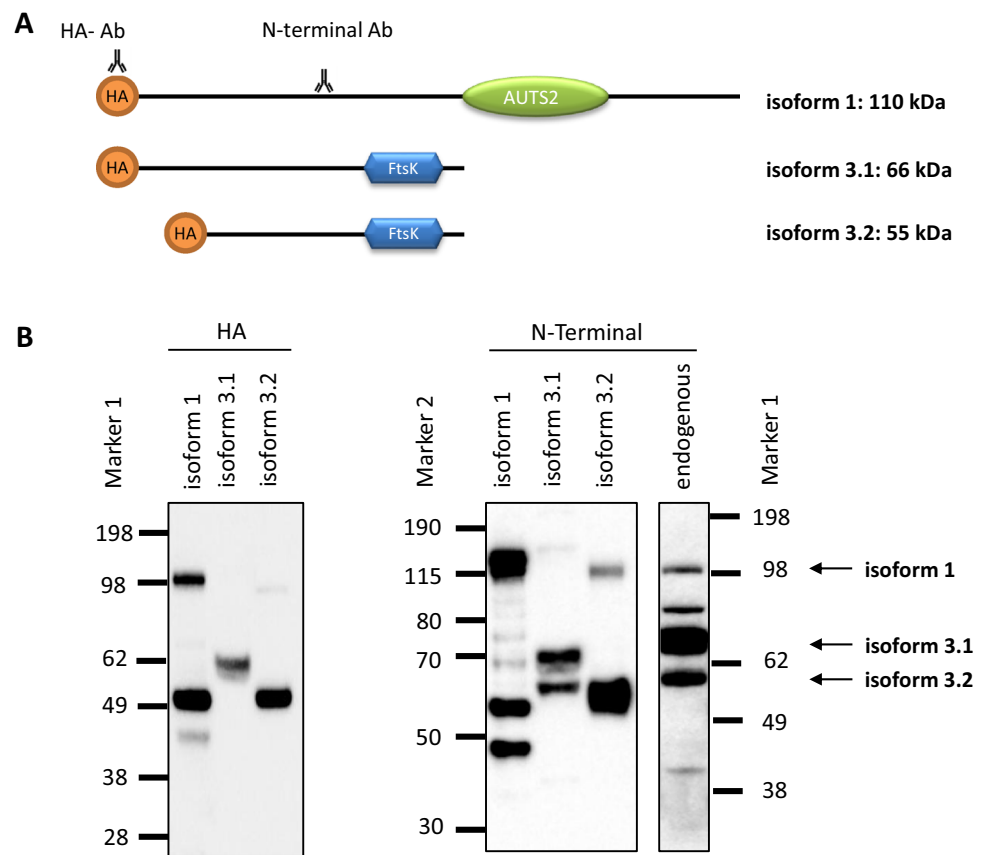 A
HA- Ab
N-terminal Ab
HA
AUTS2
isoform 1: 110 kDa
HA
FtsK
isoform 3.1: 66 kDa
HA
FtsK
isoform 3.2: 55 kDa
B
HA
N-Terminal
Marker 1
isoform 1
isoform 3.1
isoform 3.2
Marker 2
isoform 1
isoform 3.1
isoform 3.2
endogenous
Marker 1
198
98
62
49
38
28
190
115
80
70
50
30
198
98
62
49
38
isoform 1
isoform 3.1
isoform 3.2